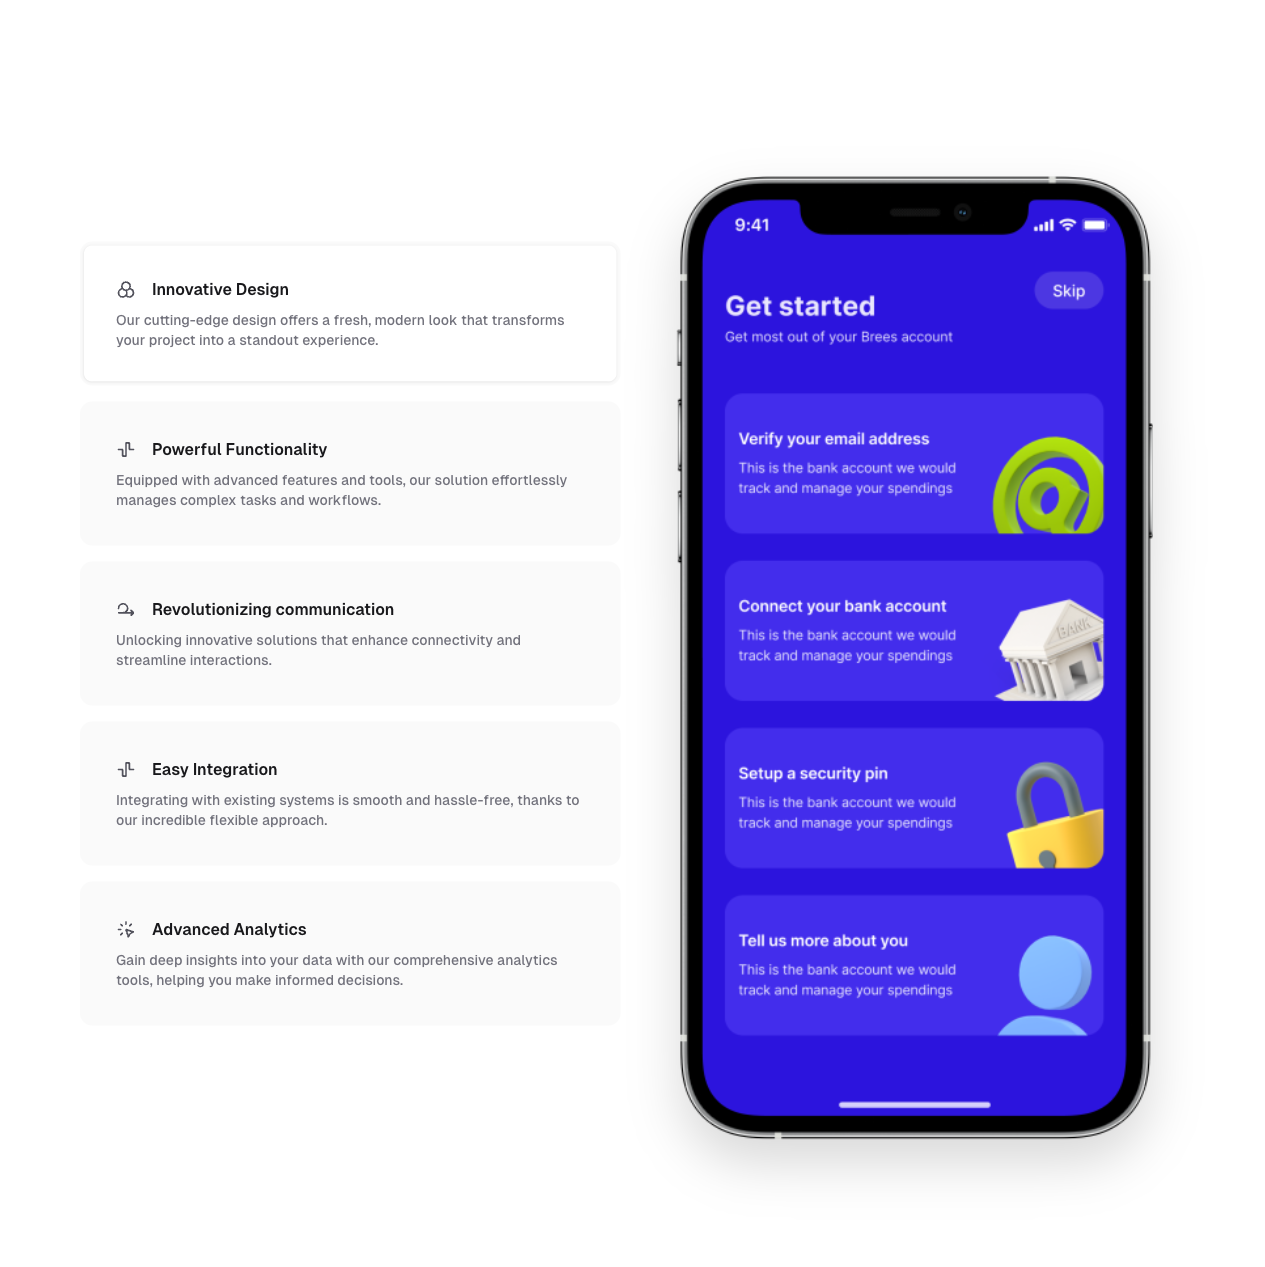 Innovative Design
Our cutting-edge design offers a fresh, modern look that transforms
your project into a standout experience.
Powerful Functionality
Equipped with advanced features and tools, our solution effortlessly
manages complex tasks and workflows.
Revolutionizing communication
Unlocking innovative solutions that enhance connectivity and
streamline interactions.
Easy Integration
Integrating with existing systems is smooth and hassle-free, thanks to
our incredible flexible approach.
Advanced Analytics
Gain deep insights into your data with our comprehensive analytics
tools, helping you make informed decisions.
9:41
Skip
Get started
Get most out of your Brees account
Verify your email address
This is the bank account we would
track and manage your spendings
@
Connect your bank account
This is the bank account we would
track and manage your spendings
BANK
Setup a security pin
This is the bank account we would
track and manage your spendings
Tell us more about you
This is the bank account we would
track and manage your spendings